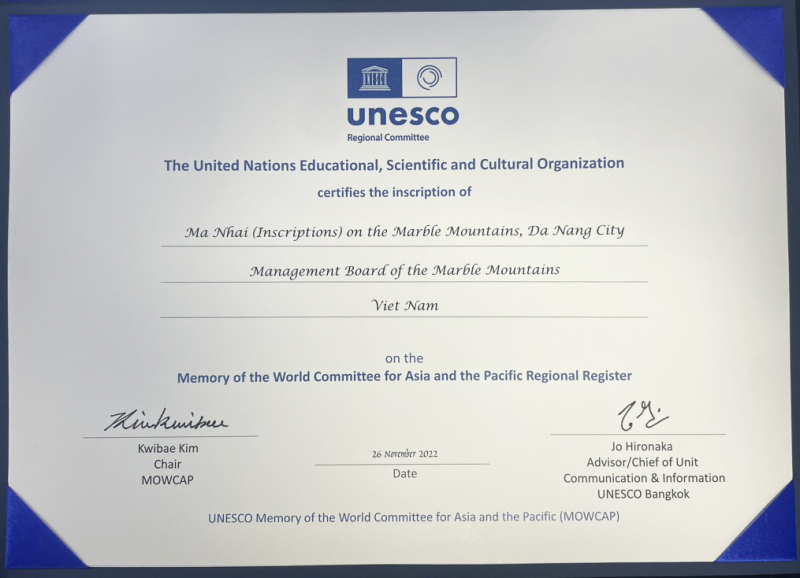 unesco
Regional Committee
The United Nations Educational, Scientific and Cultural Organization
certifies the inscription of
Ma Nhai (Inscriptions) on the Marble Mountains, Da Nang City
Management Board of the Marble Mountains
Viet Nam
on the
Memory of the World Committee for Asia and the Pacific Regional Register
Kwibae Kim
Chair
MOWCAP
26 November 2022
Date
Jo Hironaka
Advisor/Chief of Unit
Communication & Information
UNESCO Bangkok
UNESCO Memory of the World Committee for Asia and the Pacific (MOWCAP)